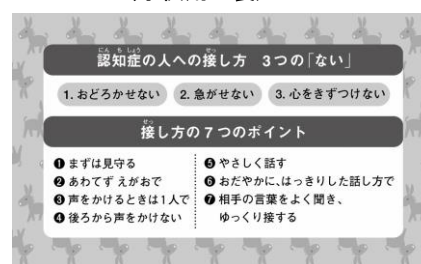 認知症の人への接し方 3つの「ない」
1. おどろかせない 2. 急がせない 3. 心をきずつけない
接し方の7つのポイント
❶ まずは見守る
❷ あわてず えがおで
❸ 声をかけるときは1人で
❹ 後ろから声をかけない
❺ やさしく話す
❻ おだやかに、はっきりした話し方で
❼ 相手の言葉をよく聞き、
ゆっくり接する